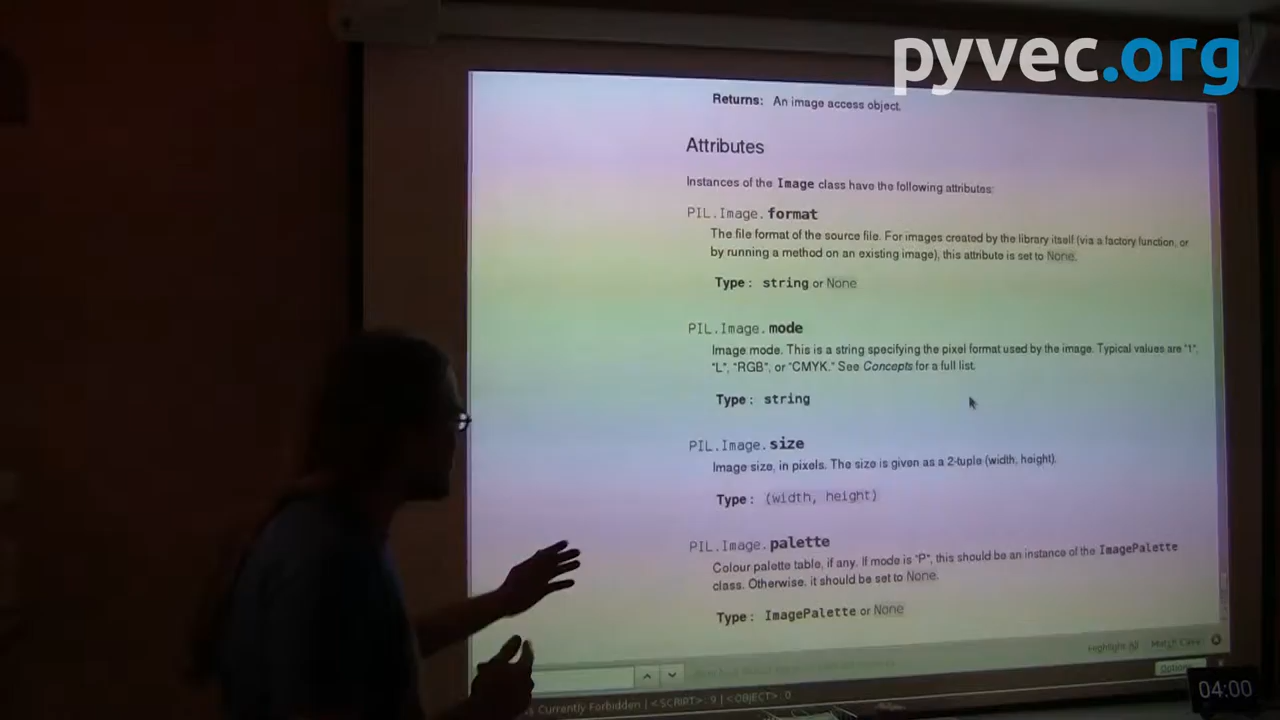 pyvec.org
Returns: An image access object.
Attributes
Instances of the Image class have the following attributes:
PIL.Image.format
The file format of the source file. For images created by the library itself (via a factory function, or
by running a method on an existing image), this attribute is set to None.
Type : string or None
PIL.Image.mode
Image mode. This is a string specifying the pixel format used by the image. Typical values are "1",
"L", "RGB", or "CMYK." See Concepts for a full list.
Type : string
PIL.Image.size
Image size, in pixels. The size is given as a 2-tuple (width, height).
Type : (width, height)
PIL.Image.palette
Colour palette table, if any. If mode is "P", this should be an instance of the ImagePalette
class. Otherwise, it should be set to None.
Type : ImagePalette or None
Highlight All Match Case
Options
Currently Forbidden | <SCRIPT>: 9 | <OBJECT>: 0
04:00